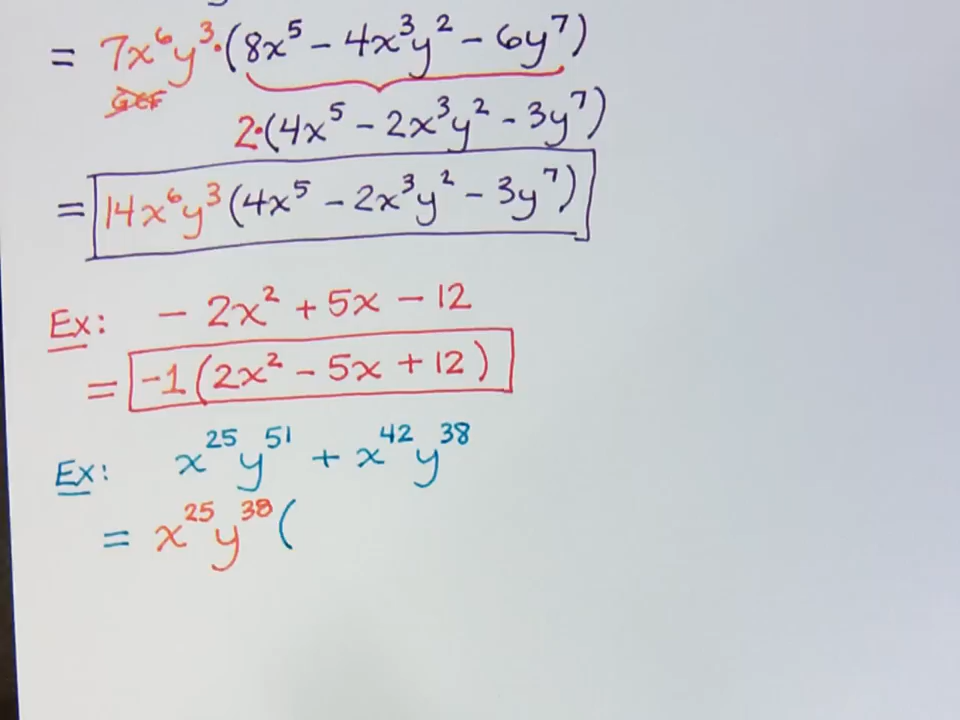 = 7x⁶y³·(8x⁵ − 4x³y² − 6y⁷)
GCF
2·(4x⁵ − 2x³y² − 3y⁷)
= 14x⁶y³(4x⁵ − 2x³y² − 3y⁷)
Ex: − 2x² + 5x − 12
= −1(2x² − 5x + 12)
Ex: x²⁵y⁵¹ + x⁴²y³⁸
= x²⁵y³⁸(